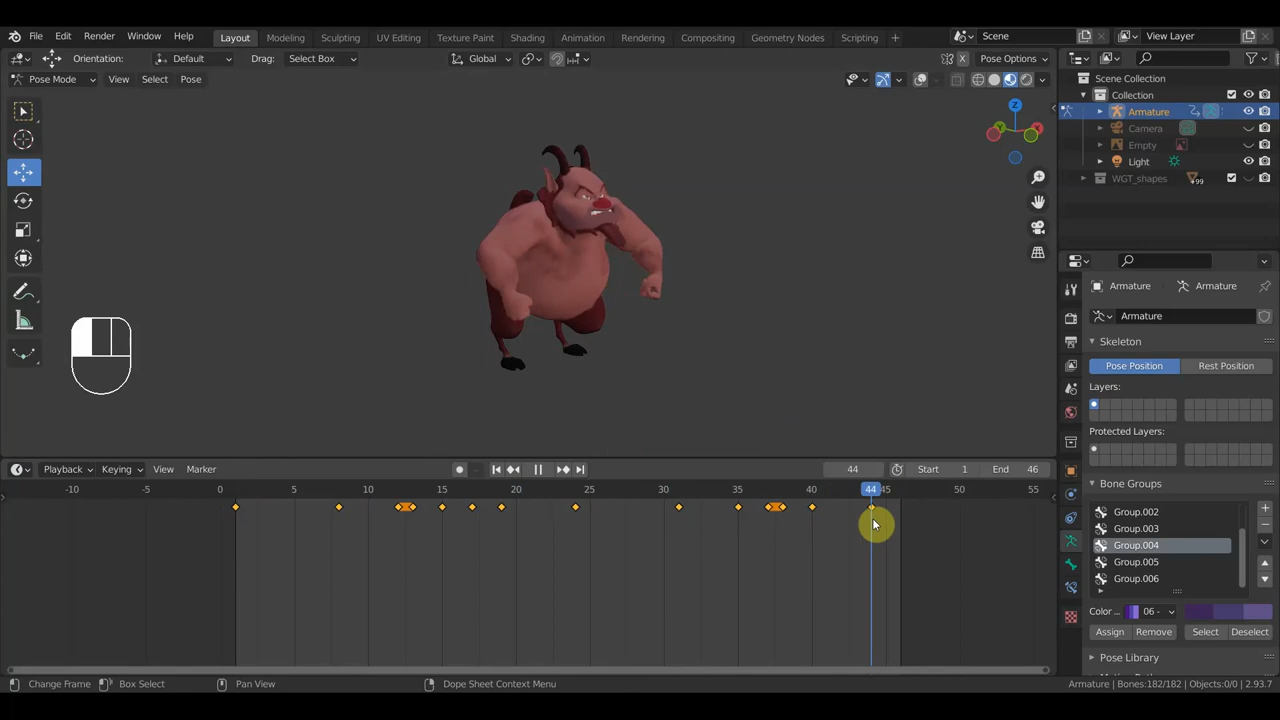 File Edit Render Window Help Layout Modeling Sculpting UV Editing Texture Paint Shading Animation Rendering Compositing Geometry Nodes Scripting + Scene View Layer
Orientation: Default Drag: Select Box Global X Pose Options
Pose Mode View Select Pose
Scene Collection
Collection
Armature
Camera
Empty
Light
WGT_shapes 99
Z
Armature Armature
Armature
Skeleton
Pose Position Rest Position
Layers:
Protected Layers:
Bone Groups
Group.002
Group.003
Group.004
Group.005
Group.006
Color ... 06 -
Assign Remove Select Deselect
Pose Library
Playback Keying View Marker 44 Start 1 End 46
-10 -5 0 5 10 15 20 25 30 35 40 44 45 50 55 60
Change Frame Box Select Pan View Dope Sheet Context Menu Armature | Bones:182/182 | Objects:0/0 | 2.93.7